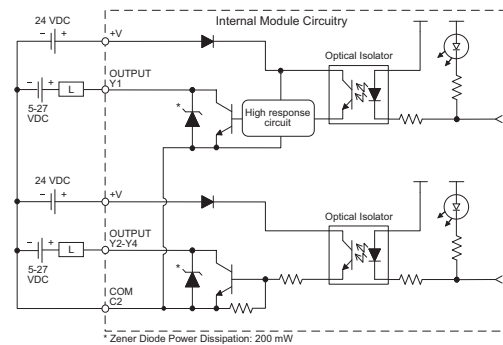 Internal Module Circuitry
24 VDC
− +
+V
Optical Isolator
OUTPUT
Y1
− +
L
5-27
VDC
*
High response
circuit
24 VDC
− +
+V
Optical Isolator
OUTPUT
Y2-Y4
− +
L
5-27
VDC
*
COM
C2
* Zener Diode Power Dissipation: 200 mW